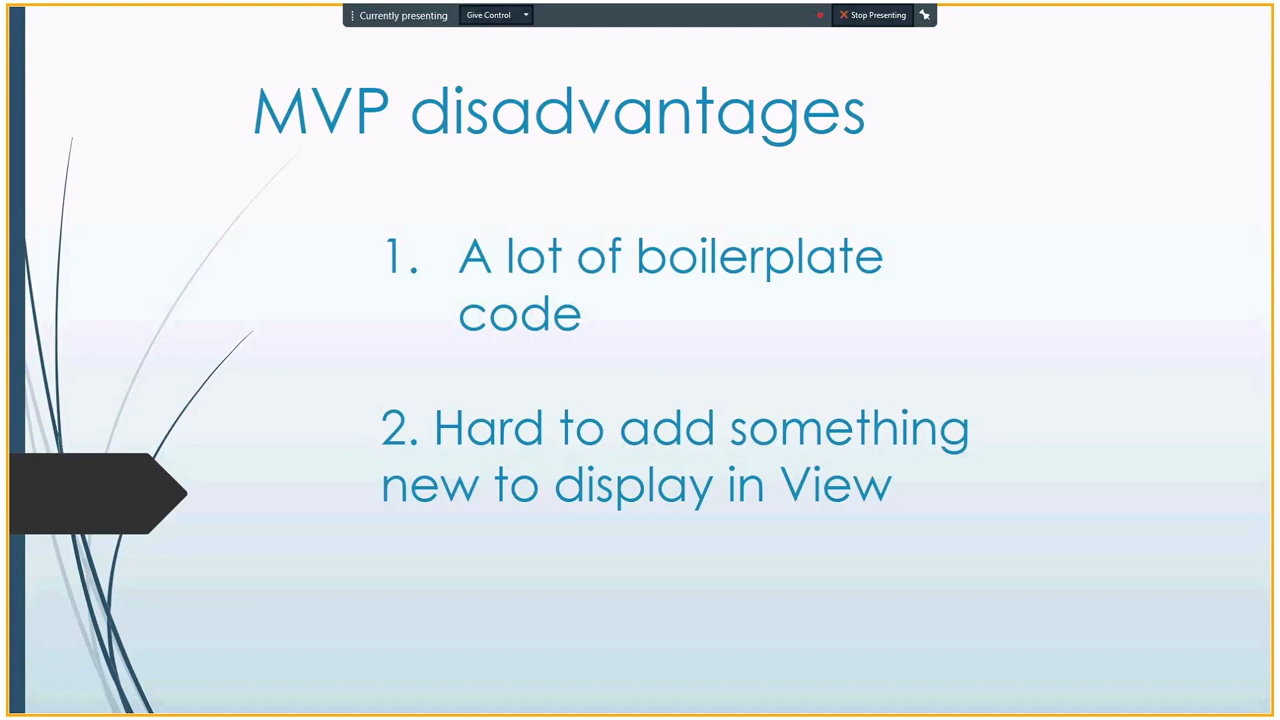 Currently presenting Give Control Stop Presenting
MVP disadvantages
1. A lot of boilerplate
code
2. Hard to add something
new to display in View